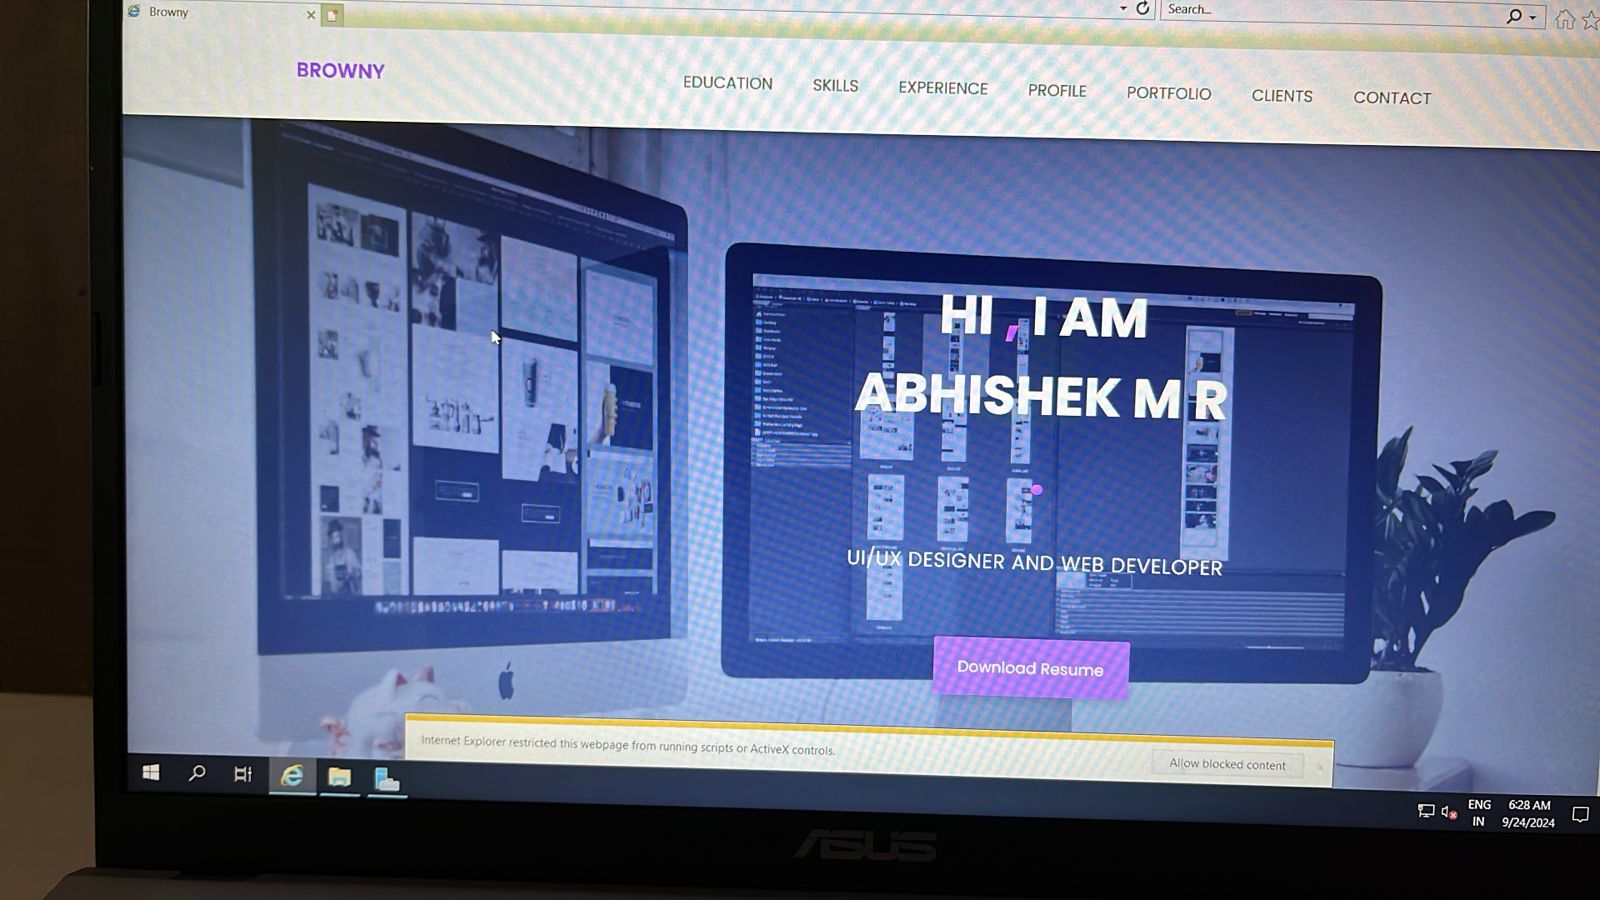 Browny
Search...
BROWNY
EDUCATION SKILLS EXPERIENCE PROFILE PORTFOLIO CLIENTS CONTACT
HI , I AM
ABHISHEK M R
UI/UX DESIGNER AND WEB DEVELOPER
Download Resume
Internet Explorer restricted this webpage from running scripts or ActiveX controls.
Allow blocked content
ENG 6:28 AM
IN 9/24/2024
ASUS